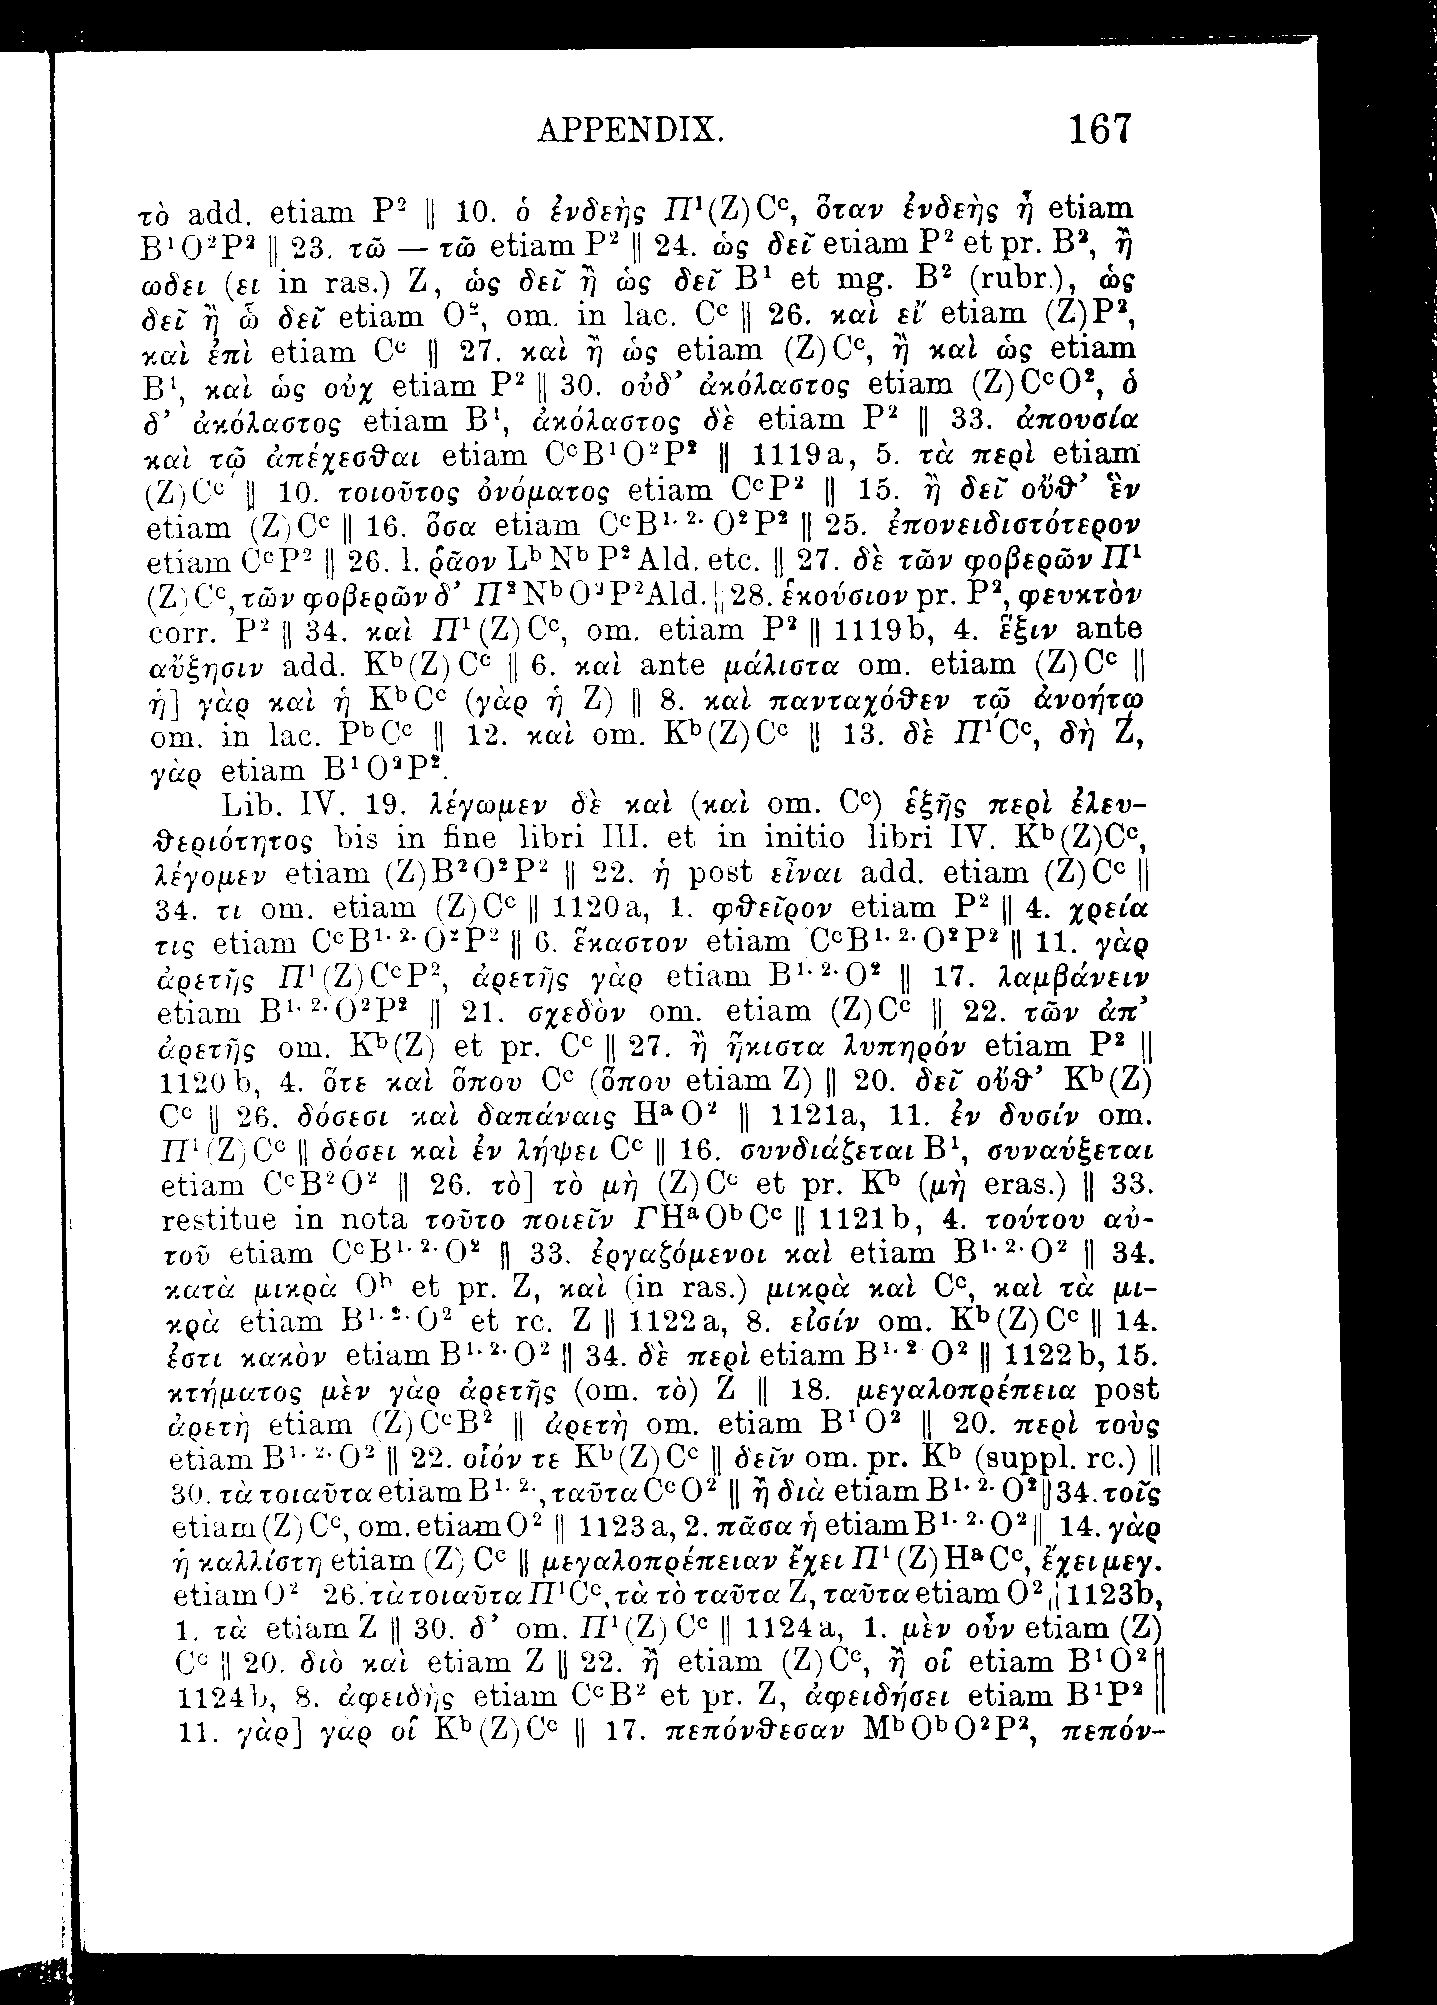 APPENDIX. 167
τὸ add. etiam P² || 10. ὁ ἐνδεὴς Π¹(Z)Cᶜ, ὅταν ἐνδεὴς ᾖ etiam
B¹O²P² || 23. τῶ — τῶ etiam P² || 24. ὡς δεῖ etiam P² et pr. B², ἢ
ωδει (ει in ras.) Z, ὡς δεῖ ἢ ὡς δεῖ B¹ et mg. B² (rubr.), ὡς
δεῖ ἢ ὧ δεῖ etiam O², om. in lac. Cᶜ || 26. καὶ εἴ etiam (Z)P²,
καὶ ἐπὶ etiam Cᶜ || 27. καὶ ἢ ὡς etiam (Z)Cᶜ, ἢ καὶ ὡς etiam
B¹, καὶ ὡς οὐχ etiam P² || 30. οὐδ’ ἀκόλαστος etiam (Z)CᶜO², ὁ
δ’ ἀκόλαστος etiam B¹, ἀκόλαστος δὲ etiam P² || 33. ἀπουσίᾳ
καὶ τῷ ἀπέχεσθαι etiam CᶜB¹O²P² || 1119a, 5. τὰ περὶ etiam
(Z)Cᶜ || 10. τοιοῦτος ὀνόματος etiam CᶜP² || 15. ἢ δεῖ οὔθ’ ἓν
etiam (Z)Cᶜ || 16. ὅσα etiam CᶜB¹·²·O²P² || 25. ἐπονειδιστότερον
etiam CᶜP² || 26. l. ῥᾶον LᵇNᵇP²Ald. etc. || 27. δὲ τῶν φοβερῶν Π¹
(Z)Cᶜ, τῶν φοβερῶν δ’ Π²NᵇO²P²Ald. || 28. ἑκούσιον pr. P², φευκτὸν
corr. P² || 34. καὶ Π¹(Z)Cᶜ, om. etiam P² || 1119b, 4. ἕξιν ante
αὔξησιν add. Kᵇ(Z)Cᶜ || 6. καὶ ante μάλιστα om. etiam (Z)Cᶜ ||
ἡ] γὰρ καὶ ἡ KᵇCᶜ (γὰρ ἡ Z) || 8. καὶ πανταχόθεν τῷ ἀνοήτῳ
om. in lac. PᵇCᶜ || 12. καὶ om. Kᵇ(Z)Cᶜ || 13. δὲ Π¹Cᶜ, δὴ Z,
γὰρ etiam B¹O²P².
Lib. IV. 19. λέγωμεν δὲ καὶ (καὶ om. Cᶜ) ἑξῆς περὶ ἐλευ-
θεριότητος bis in fine libri III. et in initio libri IV. Kᵇ(Z)Cᶜ,
λέγομεν etiam (Z)B²O²P² || 22. ἡ post εἶναι add. etiam (Z)Cᶜ ||
34. τι om. etiam (Z)Cᶜ || 1120a, 1. φθεῖρον etiam P² || 4. χρεία
τις etiam CᶜB¹·²·O²P² || 6. ἕκαστον etiam CᶜB¹·²·O²P² || 11. γὰρ
ἀρετῆς Π¹(Z)CᶜP², ἀρετῆς γὰρ etiam B¹·²·O² || 17. λαμβάνειν
etiam B¹·²·O²P² || 21. σχεδὸν om. etiam (Z)Cᶜ || 22. τῶν ἀπ’
ἀρετῆς om. Kᵇ(Z) et pr. Cᶜ || 27. ἢ ἥκιστα λυπηρόν etiam P² ||
1120b, 4. ὅτε καὶ ὅπου Cᶜ (ὅπου etiam Z) || 20. δεῖ οὔθ’ Kᵇ(Z)
Cᶜ || 26. δόσεσι καὶ δαπάναις HᵃO² || 1121a, 11. ἐν δυσίν om.
Π¹(Z)Cᶜ || δόσει καὶ ἐν λήψει Cᶜ || 16. συνδιάζεται B¹, συναύξεται
etiam CᶜB²O² || 26. τὸ] τὸ μὴ (Z)Cᶜ et pr. Kᵇ (μὴ eras.) || 33.
restitue in nota τοῦτο ποιεῖν ΓHᵃOᵇCᶜ || 1121b, 4. τούτου αὐ-
τοῦ etiam CᶜB¹·²·O² || 33. ἐργαζόμενοι καὶ etiam B¹·²·O² || 34.
κατὰ μικρὰ Oᵇ et pr. Z, καὶ (in ras.) μικρὰ καὶ Cᶜ, καὶ τὰ μι-
κρὰ etiam B¹·²·O² et rc. Z || 1122a, 8. εἰσίν om. Kᵇ(Z)Cᶜ || 14.
ἐστι κακὸν etiam B¹·²·O² || 34. δὲ περὶ etiam B¹·² O² || 1122b, 15.
κτήματος μὲν γὰρ ἀρετῆς (om. τὸ) Z || 18. μεγαλοπρέπεια post
ἀρετὴ etiam (Z)CᶜB² || ἀρετὴ om. etiam B¹O² || 20. περὶ τοὺς
etiam B¹·²·O² || 22. οἷόν τε Kᵇ(Z)Cᶜ || δεῖν om. pr. Kᵇ (suppl. rc.) ||
30. τὰ τοιαῦτα etiam B¹·²·, ταῦτα CᶜO² || ἢ διὰ etiam B¹·²·O² || 34. τοῖς
etiam (Z)Cᶜ, om. etiam O² || 1123a, 2. πᾶσα ἡ etiam B¹·²·O² || 14. γὰρ
ἡ καλλίστη etiam (Z)Cᶜ || μεγαλοπρέπειαν ἔχει Π¹(Z)HᵃCᶜ, ἔχει μεγ.
etiam O² 26. τὰ τοιαῦτα Π¹Cᶜ, τὰ τὸ ταῦτα Z, ταῦτα etiam O² || 1123b,
1. τὰ etiam Z || 30. δ’ om. Π¹(Z)Cᶜ || 1124a, 1. μὲν οὖν etiam (Z)
Cᶜ || 20. διὸ καὶ etiam Z || 22. ἢ etiam (Z)Cᶜ, ἢ οἵ etiam B¹O² ||
1124b, 8. ἀφειδὴς etiam CᶜB² et pr. Z, ἀφειδήσει etiam B¹P² ||
11. γὰρ] γὰρ οἵ Kᵇ(Z)Cᶜ || 17. πεπόνθεσαν MᵇOᵇO²P², πεπόν-